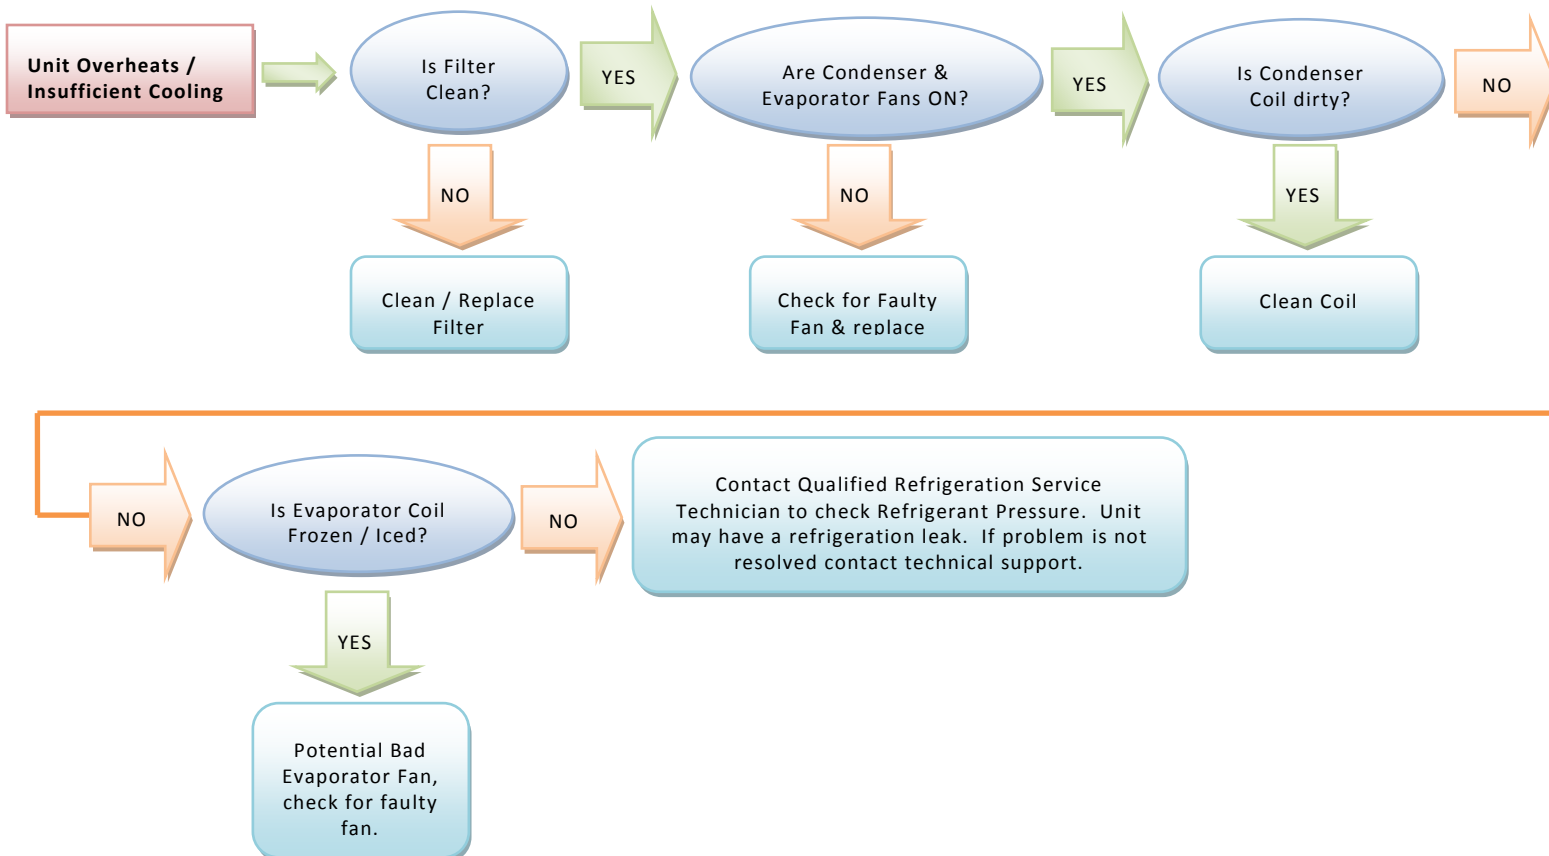 Unit Overheats /
Insufficient Cooling
Is Filter
Clean?
YES
Are Condenser &
Evaporator Fans ON?
YES
Is Condenser
Coil dirty?
NO
NO
NO
YES
Clean / Replace
Filter
Check for Faulty
Fan & replace
Clean Coil
NO
Is Evaporator Coil
Frozen / Iced?
NO
Contact Qualified Refrigeration Service
Technician to check Refrigerant Pressure. Unit
may have a refrigeration leak. If problem is not
resolved contact technical support.
YES
Potential Bad
Evaporator Fan,
check for faulty
fan.